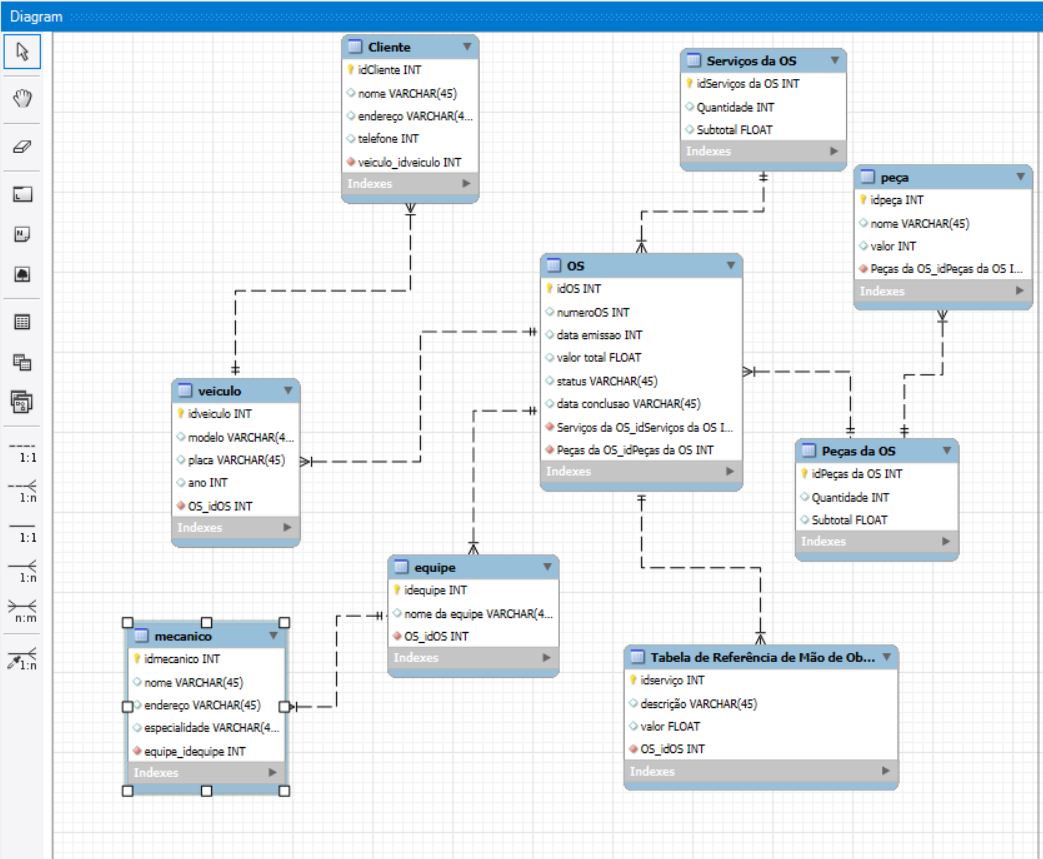 Diagram
Cliente
idCliente INT
nome VARCHAR(45)
endereço VARCHAR(4...
telefone INT
veiculo_idveiculo INT
Indexes
Serviços da OS
idServiços da OS INT
Quantidade INT
Subtotal FLOAT
Indexes
peça
idpeça INT
nome VARCHAR(45)
valor INT
Peças da OS_idPeças da OS I...
Indexes
OS
idOS INT
numeroOS INT
data emissao INT
valor total FLOAT
status VARCHAR(45)
data conclusao VARCHAR(45)
Serviços da OS_idServiços da OS I...
Peças da OS_idPeças da OS INT
Indexes
veiculo
idveiculo INT
modelo VARCHAR(4...
placa VARCHAR(45)
ano INT
OS_idOS INT
Indexes
Peças da OS
idPeças da OS INT
Quantidade INT
Subtotal FLOAT
Indexes
equipe
idequipe INT
nome da equipe VARCHAR(4...
OS_idOS INT
Indexes
mecanico
idmecanico INT
nome VARCHAR(45)
endereço VARCHAR(45)
especialidade VARCHAR(4...
equipe_idequipe INT
Indexes
Tabela de Referência de Mão de Ob...
idserviço INT
descrição VARCHAR(45)
valor FLOAT
OS_idOS INT
Indexes
1:1
1:n
1:1
1:n
n:m
1:n